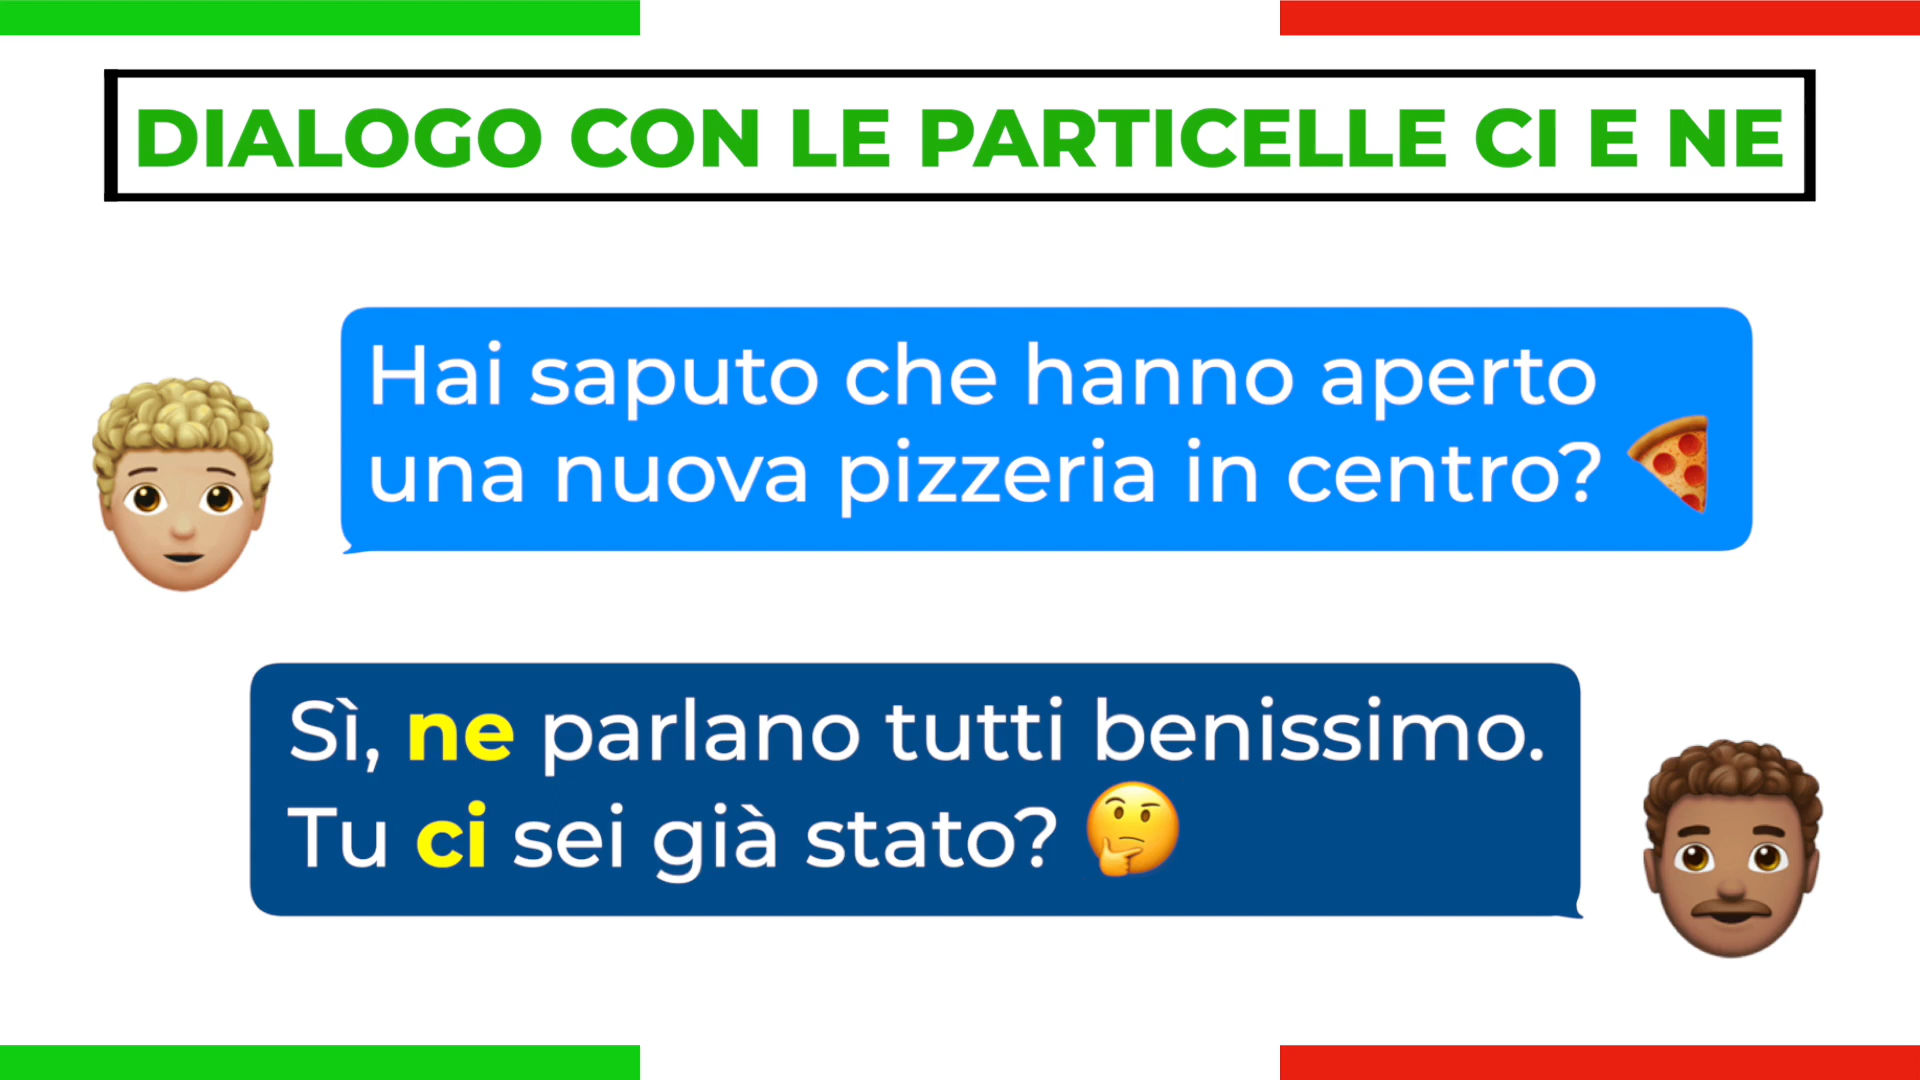 DIALOGO CON LE PARTICELLE CI E NE
Hai saputo che hanno aperto
una nuova pizzeria in centro?
Sì, ne parlano tutti benissimo.
Tu ci sei già stato?